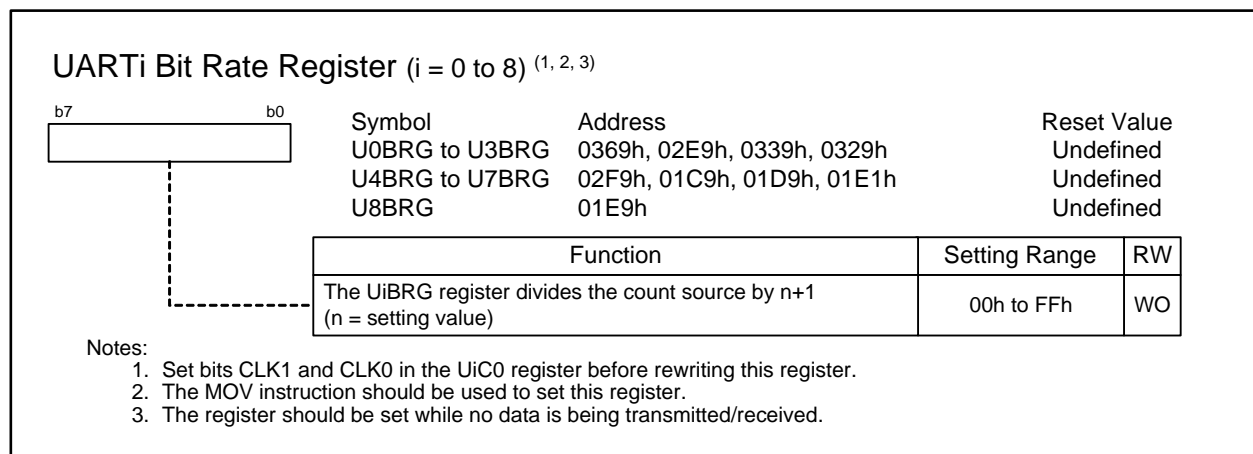 UARTi Bit Rate Register (i = 0 to 8) (1, 2, 3)
b7 b0
Symbol Address Reset Value
U0BRG to U3BRG 0369h, 02E9h, 0339h, 0329h Undefined
U4BRG to U7BRG 02F9h, 01C9h, 01D9h, 01E1h Undefined
U8BRG 01E9h Undefined
Function Setting Range RW
The UiBRG register divides the count source by n+1
(n = setting value) 00h to FFh WO
Notes:
1. Set bits CLK1 and CLK0 in the UiC0 register before rewriting this register.
2. The MOV instruction should be used to set this register.
3. The register should be set while no data is being transmitted/received.